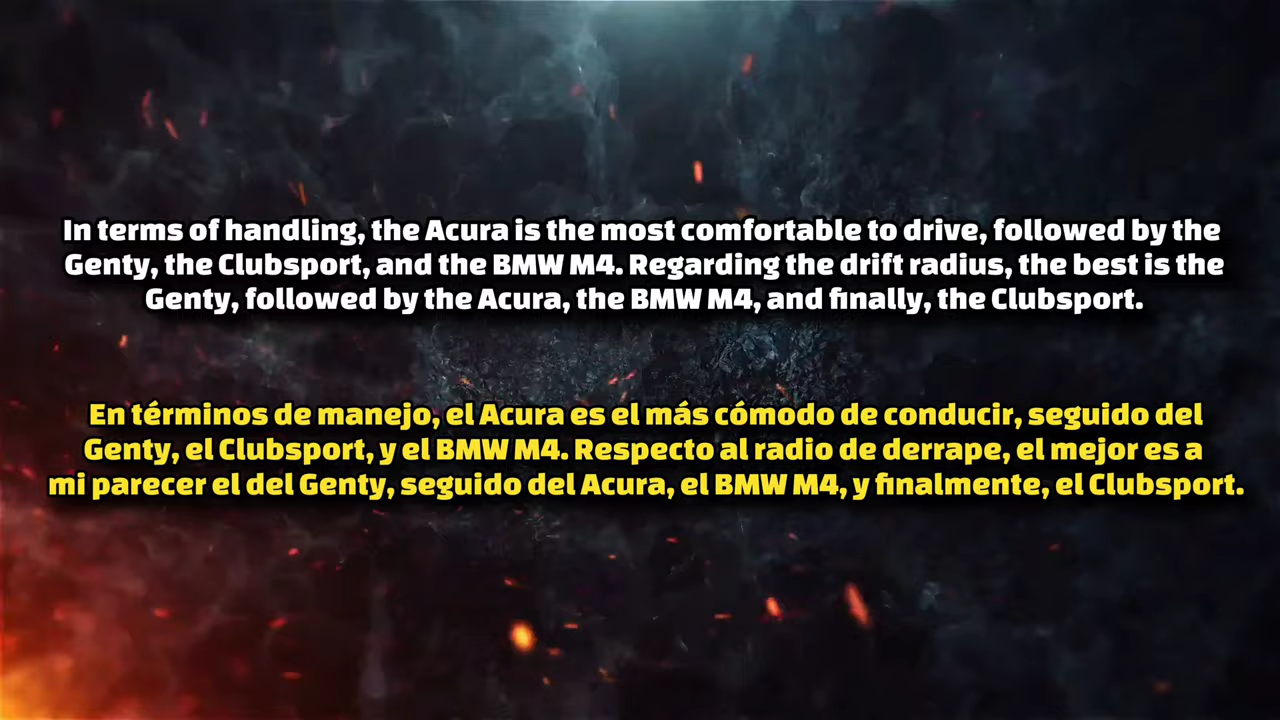 In terms of handling, the Acura is the most comfortable to drive, followed by the
Genty, the Clubsport, and the BMW M4. Regarding the drift radius, the best is the
Genty, followed by the Acura, the BMW M4, and finally, the Clubsport.
En términos de manejo, el Acura es el más cómodo de conducir, seguido del
Genty, el Clubsport, y el BMW M4. Respecto al radio de derrape, el mejor es a
mi parecer el del Genty, seguido del Acura, el BMW M4, y finalmente, el Clubsport.